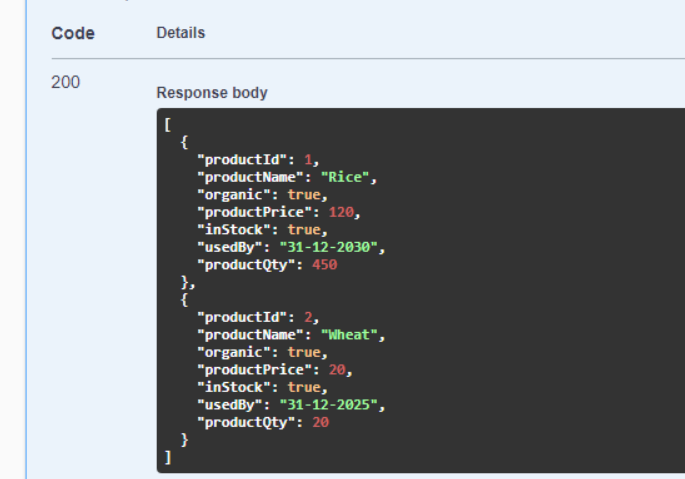 Code Details
200
Response body
[
  {
    "productId": 1,
    "productName": "Rice",
    "organic": true,
    "productPrice": 120,
    "inStock": true,
    "usedBy": "31-12-2030",
    "productQty": 450
  },
  {
    "productId": 2,
    "productName": "Wheat",
    "organic": true,
    "productPrice": 20,
    "inStock": true,
    "usedBy": "31-12-2025",
    "productQty": 20
  }
]